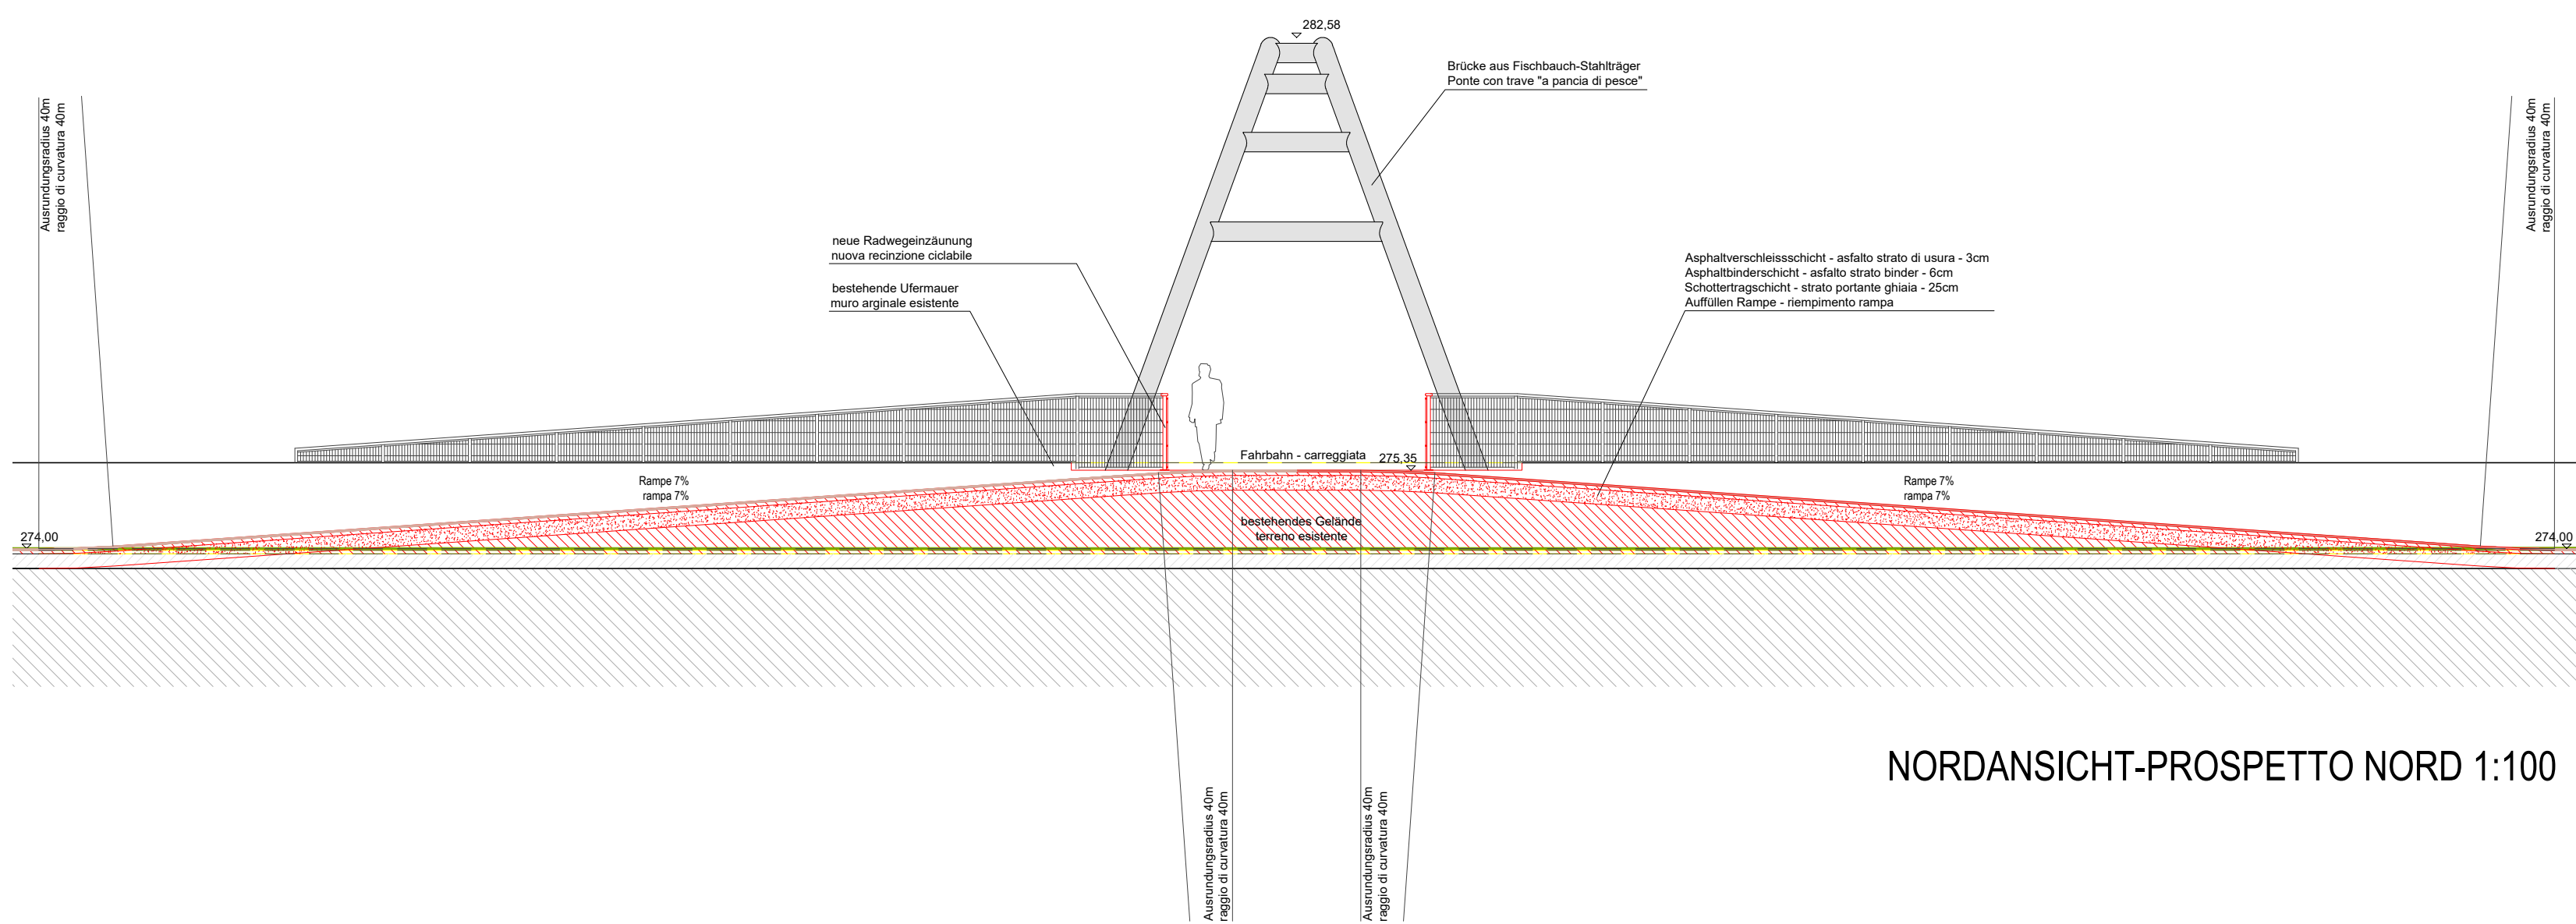 282,58
Brücke aus Fischbauch-Stahlträger
Ponte con trave "a pancia di pesce"
Ausrundungsradius 40m
raggio di curvatura 40m
Ausrundungsradius 40m
raggio di curvatura 40m
neue Radwegeinzäunung
nuova recinzione ciclabile
bestehende Ufermauer
muro arginale esistente
Asphaltverschleissschicht - asfalto strato di usura - 3cm
Asphaltbinderschicht - asfalto strato binder - 6cm
Schottertragschicht - strato portante ghiaia - 25cm
Auffüllen Rampe - riempimento rampa
Fahrbahn - carreggiata
275,35
Rampe 7%
rampa 7%
Rampe 7%
rampa 7%
bestehendes Gelände
terreno esistente
274,00
274,00
NORDANSICHT-PROSPETTO NORD 1:100
Ausrundungsradius 40m
raggio di curvatura 40m
Ausrundungsradius 40m
raggio di curvatura 40m